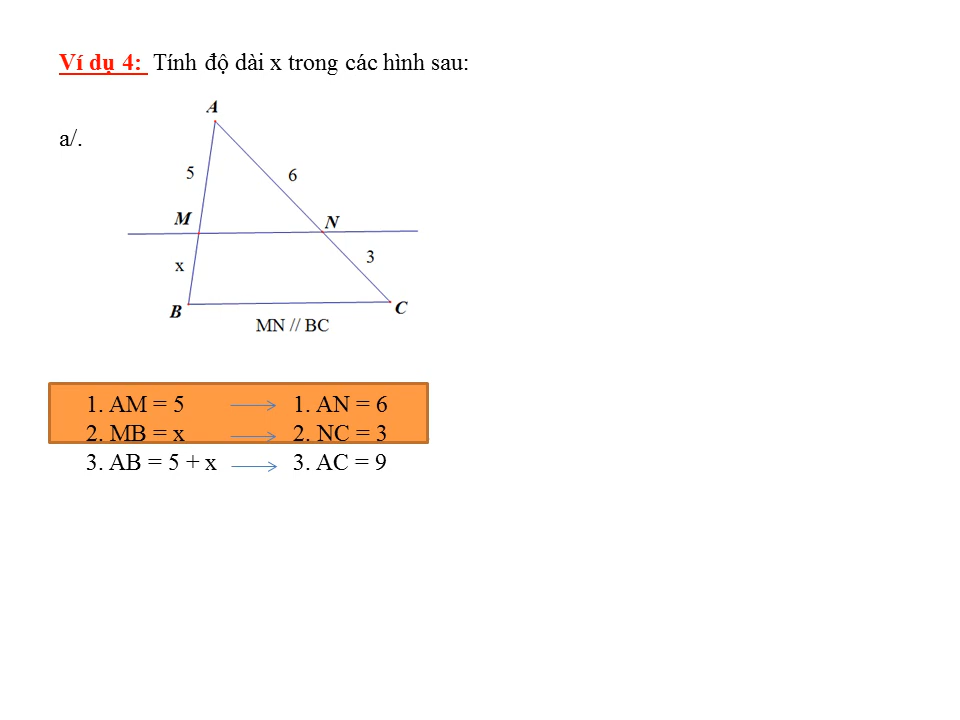 Ví dụ 4: Tính độ dài x trong các hình sau:
A
a/.
5
6
M
N
x
3
B
C
MN // BC
1. AM = 5 1. AN = 6
2. MB = x 2. NC = 3
3. AB = 5 + x 3. AC = 9